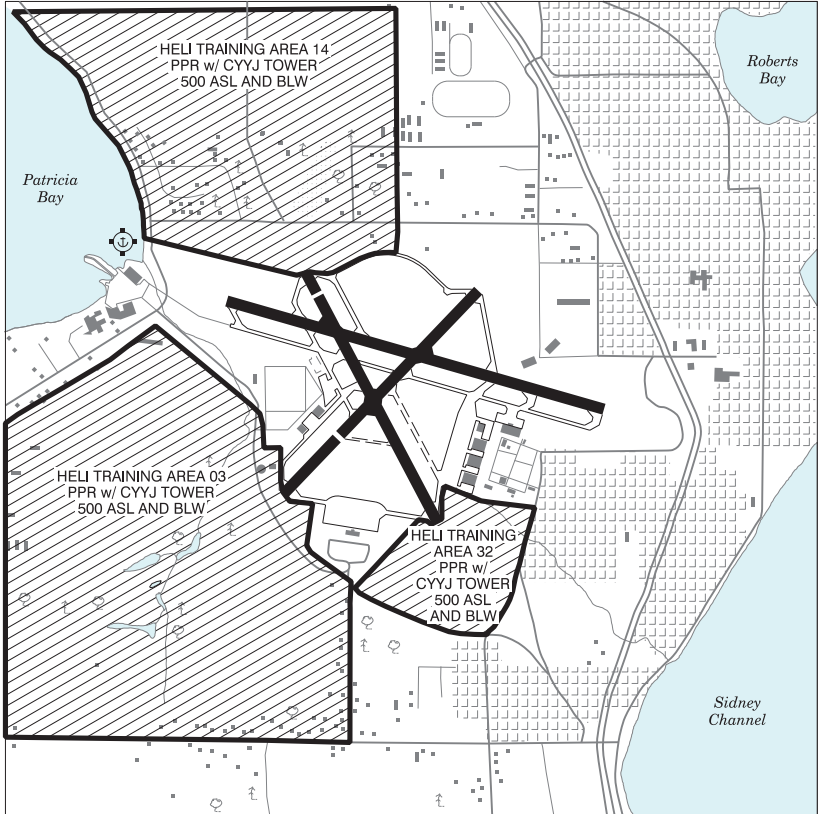 HELI TRAINING AREA 14
PPR w/ CYYJ TOWER
500 ASL AND BLW
Roberts
Bay
Patricia
Bay
HELI TRAINING AREA 03
PPR w/ CYYJ TOWER
500 ASL AND BLW
HELI TRAINING
AREA 32
PPR w/
CYYJ TOWER
500 ASL
AND BLW
Sidney
Channel